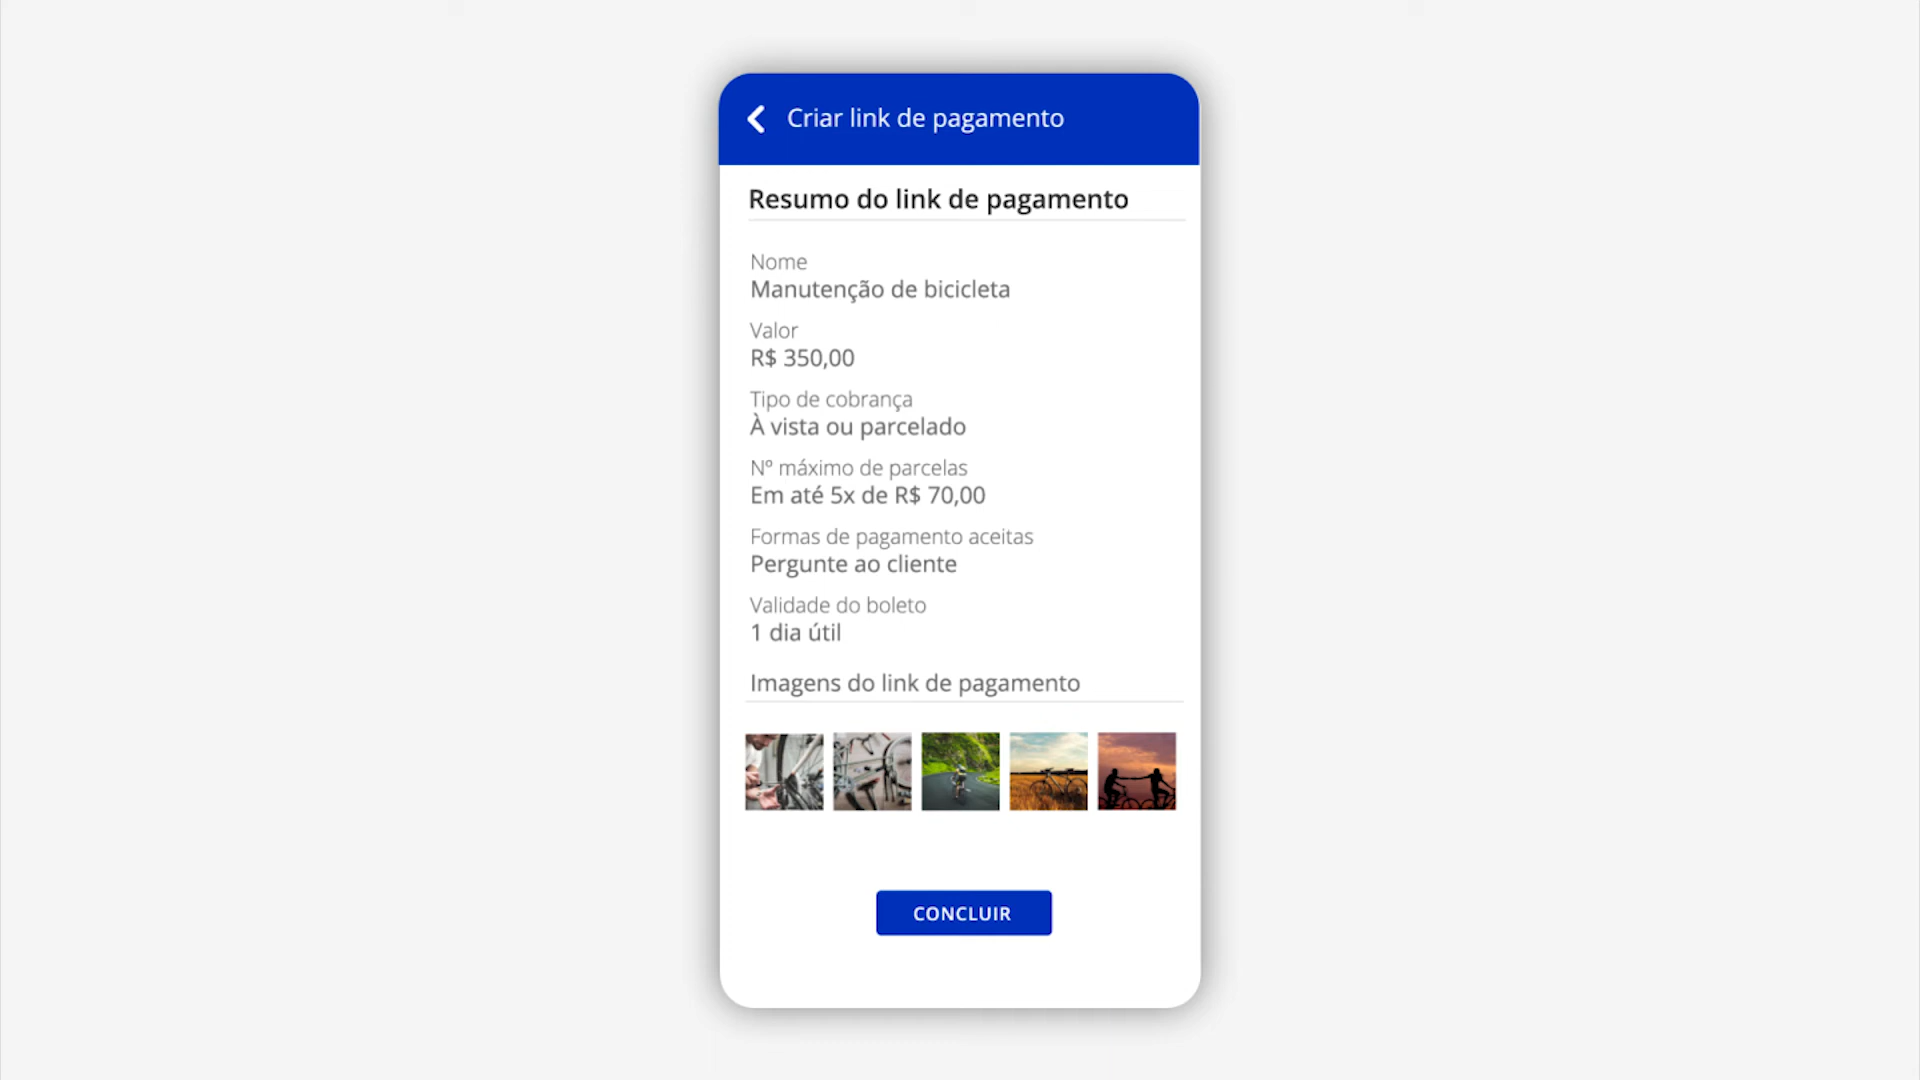 Criar link de pagamento
Resumo do link de pagamento
Nome
Manutenção de bicicleta
Valor
R$ 350,00
Tipo de cobrança
À vista ou parcelado
Nº máximo de parcelas
Em até 5x de R$ 70,00
Formas de pagamento aceitas
Pergunte ao cliente
Validade do boleto
1 dia útil
Imagens do link de pagamento
CONCLUIR